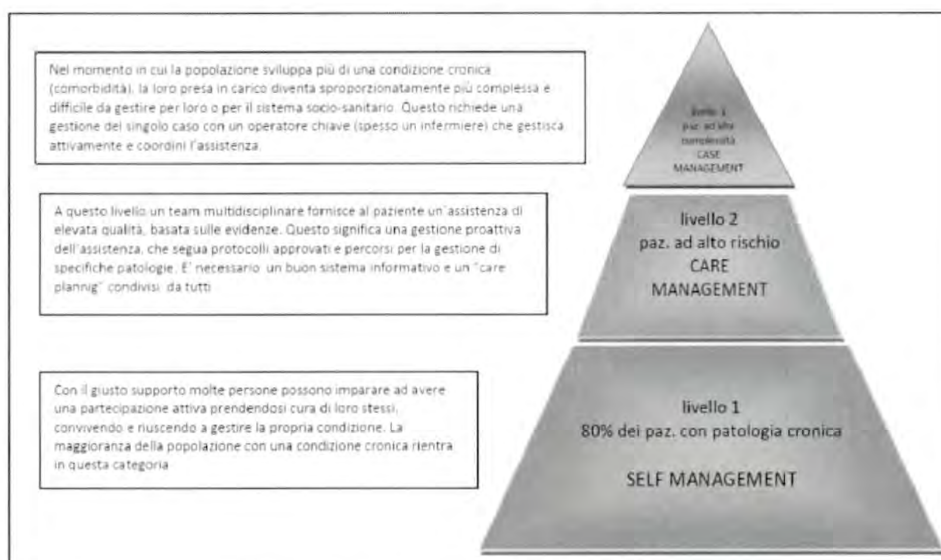 Nel momento in cui la popolazione sviluppa più di una condizione cronica
(comorbidità), la loro presa in carico diventa sproporzionatamente più complessa e
difficile da gestire per loro o per il sistema socio-sanitario. Questo richiede una
gestione del singolo caso con un operatore chiave (spesso un infermiere) che gestisca
attivamente e coordini l'assistenza.
livello 3
paz. ad alta
complessità
CASE
MANAGEMENT
A questo livello un team multidisciplinare fornisce al paziente un'assistenza di
elevata qualità, basata sulle evidenze. Questo significa una gestione proattiva
dell'assistenza, che segua protocolli approvati e percorsi per la gestione di
specifiche patologie. E' necessario un buon sistema informativo e un "care
plannig" condivisi da tutti
livello 2
paz. ad alto rischio
CARE
MANAGEMENT
Con il giusto supporto molte persone possono imparare ad avere
una partecipazione attiva prendendosi cura di loro stessi,
convivendo e riuscendo a gestire la propria condizione. La
maggioranza della popolazione con una condizione cronica rientra
in questa categoria
livello 1
80% dei paz. con patologia cronica
SELF MANAGEMENT